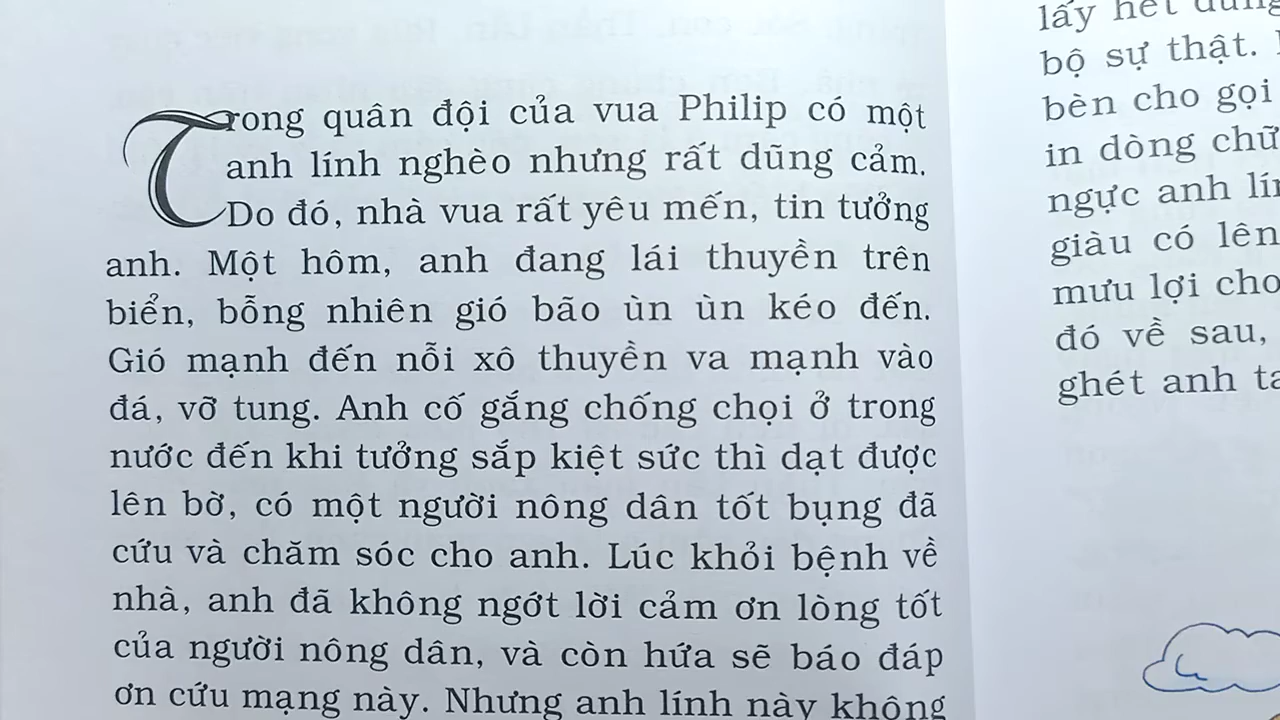 Trong quân đội của vua Philip có một
anh lính nghèo nhưng rất dũng cảm.
Do đó, nhà vua rất yêu mến, tin tưởng
anh. Một hôm, anh đang lái thuyền trên
biển, bỗng nhiên gió bão ùn ùn kéo đến.
Gió mạnh đến nỗi xô thuyền va mạnh vào
đá, vỡ tung. Anh cố gắng chống chọi ở trong
nước đến khi tưởng sắp kiệt sức thì dạt được
lên bờ, có một người nông dân tốt bụng đã
cứu và chăm sóc cho anh. Lúc khỏi bệnh về
nhà, anh đã không ngớt lời cảm ơn lòng tốt
của người nông dân, và còn hứa sẽ báo đáp
ơn cứu mạng này. Nhưng anh lính này không
lấy hết
bộ sự thật.
bèn cho gọi
in dòng chữ
ngực anh
giàu có lên
mưu lợi cho
đó về sau,
ghét anh